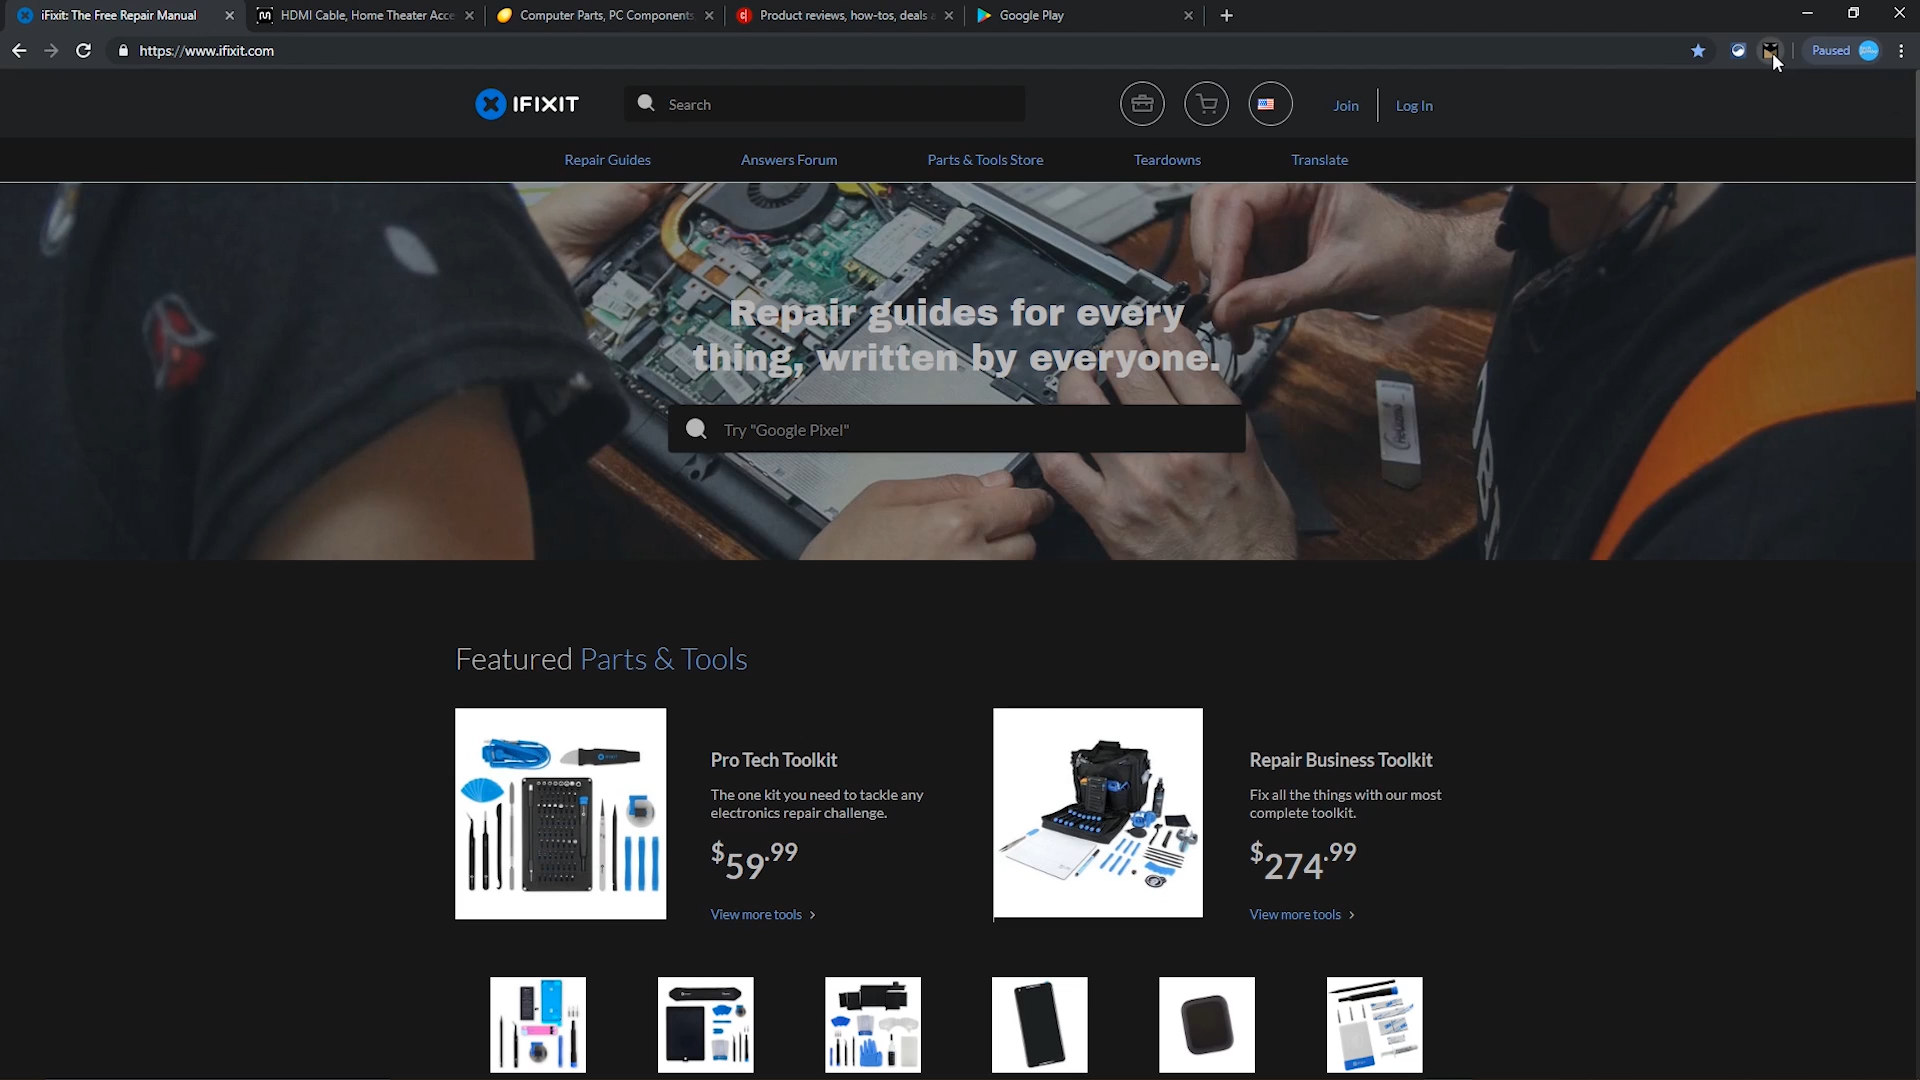 iFixit: The Free Repair Manual
HDMI Cable, Home Theater Acce
Computer Parts, PC Components
Product reviews, how-tos, deals a
Google Play
https://www.ifixit.com
Paused
IFIXIT
Search
Join
Log In
Repair Guides
Answers Forum
Parts & Tools Store
Teardowns
Translate
Repair guides for every
thing, written by everyone.
Try "Google Pixel"
Featured Parts & Tools
Pro Tech Toolkit
The one kit you need to tackle any
electronics repair challenge.
$59.99
View more tools
Repair Business Toolkit
Fix all the things with our most
complete toolkit.
$274.99
View more tools